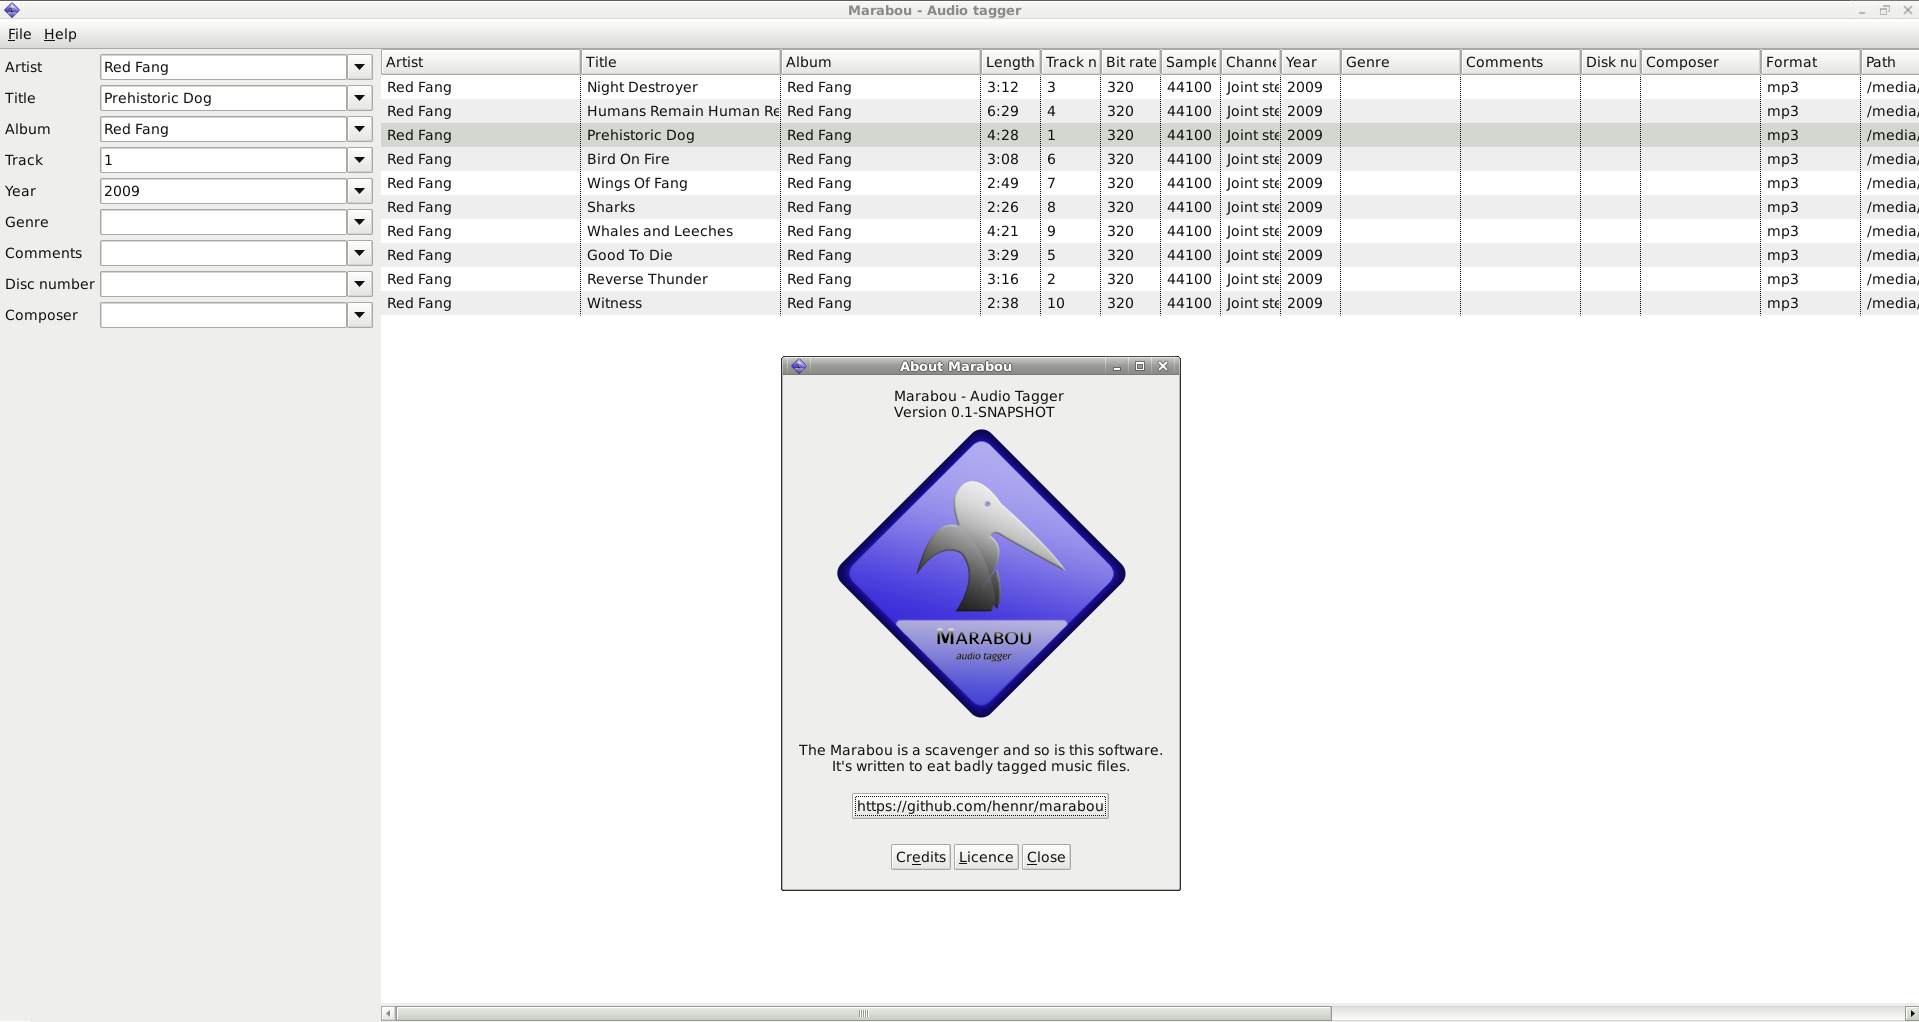 Marabou - Audio tagger
File Help
Artist Red Fang
Title Prehistoric Dog
Album Red Fang
Track 1
Year 2009
Genre
Comments
Disc number
Composer
Artist Title Album Length Track n Bit rate Sample Channe Year Genre Comments Disk nu Composer Format Path
Red Fang Night Destroyer Red Fang 3:12 3 320 44100 Joint ste 2009 mp3 /media/
Red Fang Humans Remain Human Re Red Fang 6:29 4 320 44100 Joint ste 2009 mp3 /media/
Red Fang Prehistoric Dog Red Fang 4:28 1 320 44100 Joint ste 2009 mp3 /media/
Red Fang Bird On Fire Red Fang 3:08 6 320 44100 Joint ste 2009 mp3 /media/
Red Fang Wings Of Fang Red Fang 2:49 7 320 44100 Joint ste 2009 mp3 /media/
Red Fang Sharks Red Fang 2:26 8 320 44100 Joint ste 2009 mp3 /media/
Red Fang Whales and Leeches Red Fang 4:21 9 320 44100 Joint ste 2009 mp3 /media/
Red Fang Good To Die Red Fang 3:29 5 320 44100 Joint ste 2009 mp3 /media/
Red Fang Reverse Thunder Red Fang 3:16 2 320 44100 Joint ste 2009 mp3 /media/
Red Fang Witness Red Fang 2:38 10 320 44100 Joint ste 2009 mp3 /media/
About Marabou
Marabou - Audio Tagger
Version 0.1-SNAPSHOT
MARABOU
audio tagger
The Marabou is a scavenger and so is this software.
It's written to eat badly tagged music files.
https://github.com/hennr/marabou
Credits Licence Close